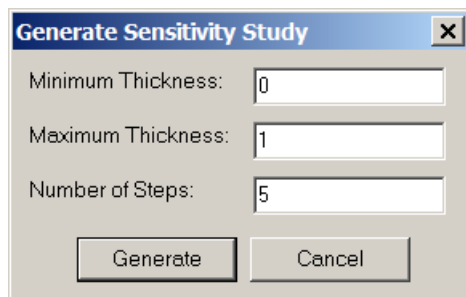 Generate Sensitivity Study
Minimum Thickness: 0
Maximum Thickness: 1
Number of Steps: 5
Generate Cancel